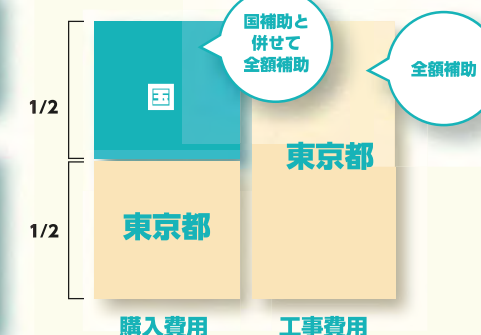 国補助と
併せて
全額補助
全額補助
1/2
国
東京都
1/2
東京都
購入費用
工事費用